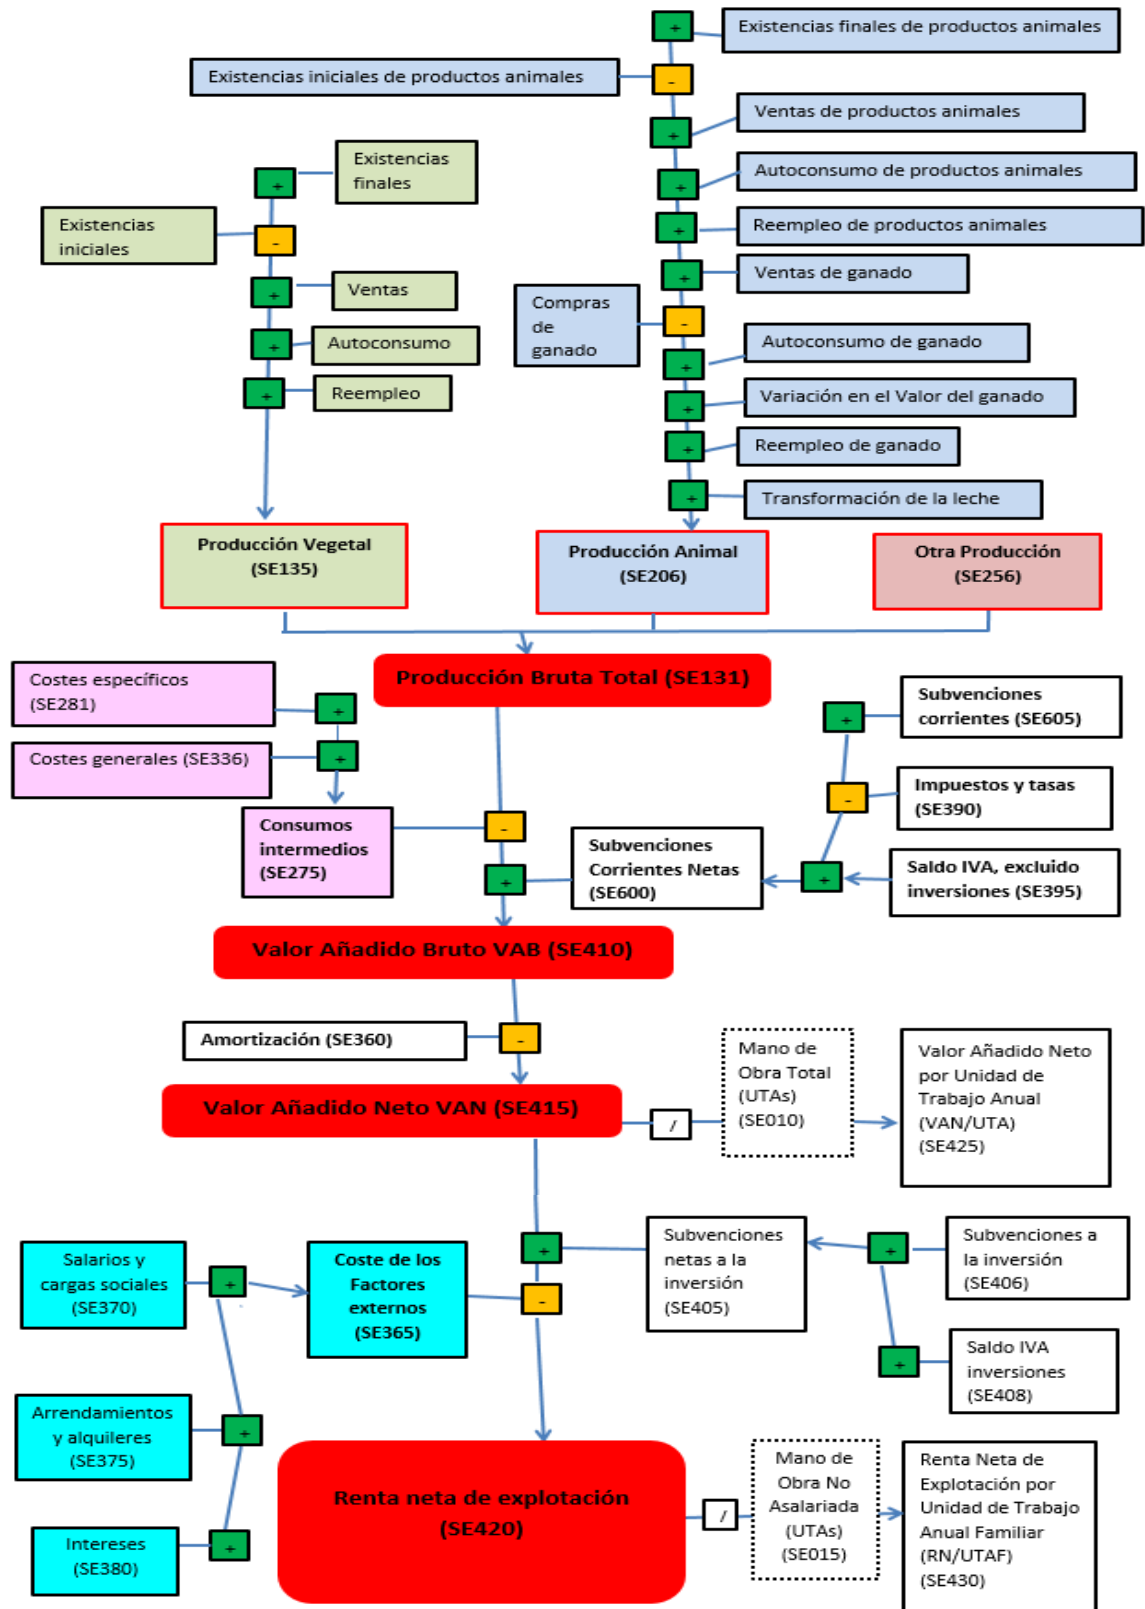 +
Existencias finales de productos animales
Existencias iniciales de productos animales
-
Ventas de productos animales
+
Existencias
finales
+
Autoconsumo de productos animales
+
Existencias
iniciales
-
Reempleo de productos animales
+
Ventas
+
Ventas de ganado
+
Compras
de
ganado
-
Autoconsumo
+
Autoconsumo de ganado
+
Reempleo
+
Variación en el Valor del ganado
+
Reempleo de ganado
+
Transformación de la leche
+
Producción Vegetal
(SE135)
Producción Animal
(SE206)
Otra Producción
(SE256)
Producción Bruta Total (SE131)
Costes específicos
(SE281)
+
Costes generales (SE336)
+
Subvenciones
corrientes (SE605)
+
Impuestos y tasas
(SE390)
-
Consumos
intermedios
(SE275)
-
Subvenciones
Corrientes Netas
(SE600)
+
Saldo IVA, excluido
inversiones (SE395)
+
Valor Añadido Bruto VAB (SE410)
Amortización (SE360)
-
Valor Añadido Neto VAN (SE415)
/
Mano de
Obra Total
(UTAs)
(SE010)
Valor Añadido Neto
por Unidad de
Trabajo Anual
(VAN/UTA)
(SE425)
Salarios y
cargas sociales
(SE370)
+
Coste de los
Factores
externos
(SE365)
+
-
Subvenciones
netas a la
inversión
(SE405)
+
Subvenciones a
la inversión
(SE406)
+
Saldo IVA
inversiones
(SE408)
Arrendamientos
y alquileres
(SE375)
+
Intereses
(SE380)
+
Renta neta de explotación
(SE420)
/
Mano de
Obra No
Asalariada
(UTAs)
(SE015)
Renta Neta de
Explotación por
Unidad de Trabajo
Anual Familiar
(RN/UTAF)
(SE430)